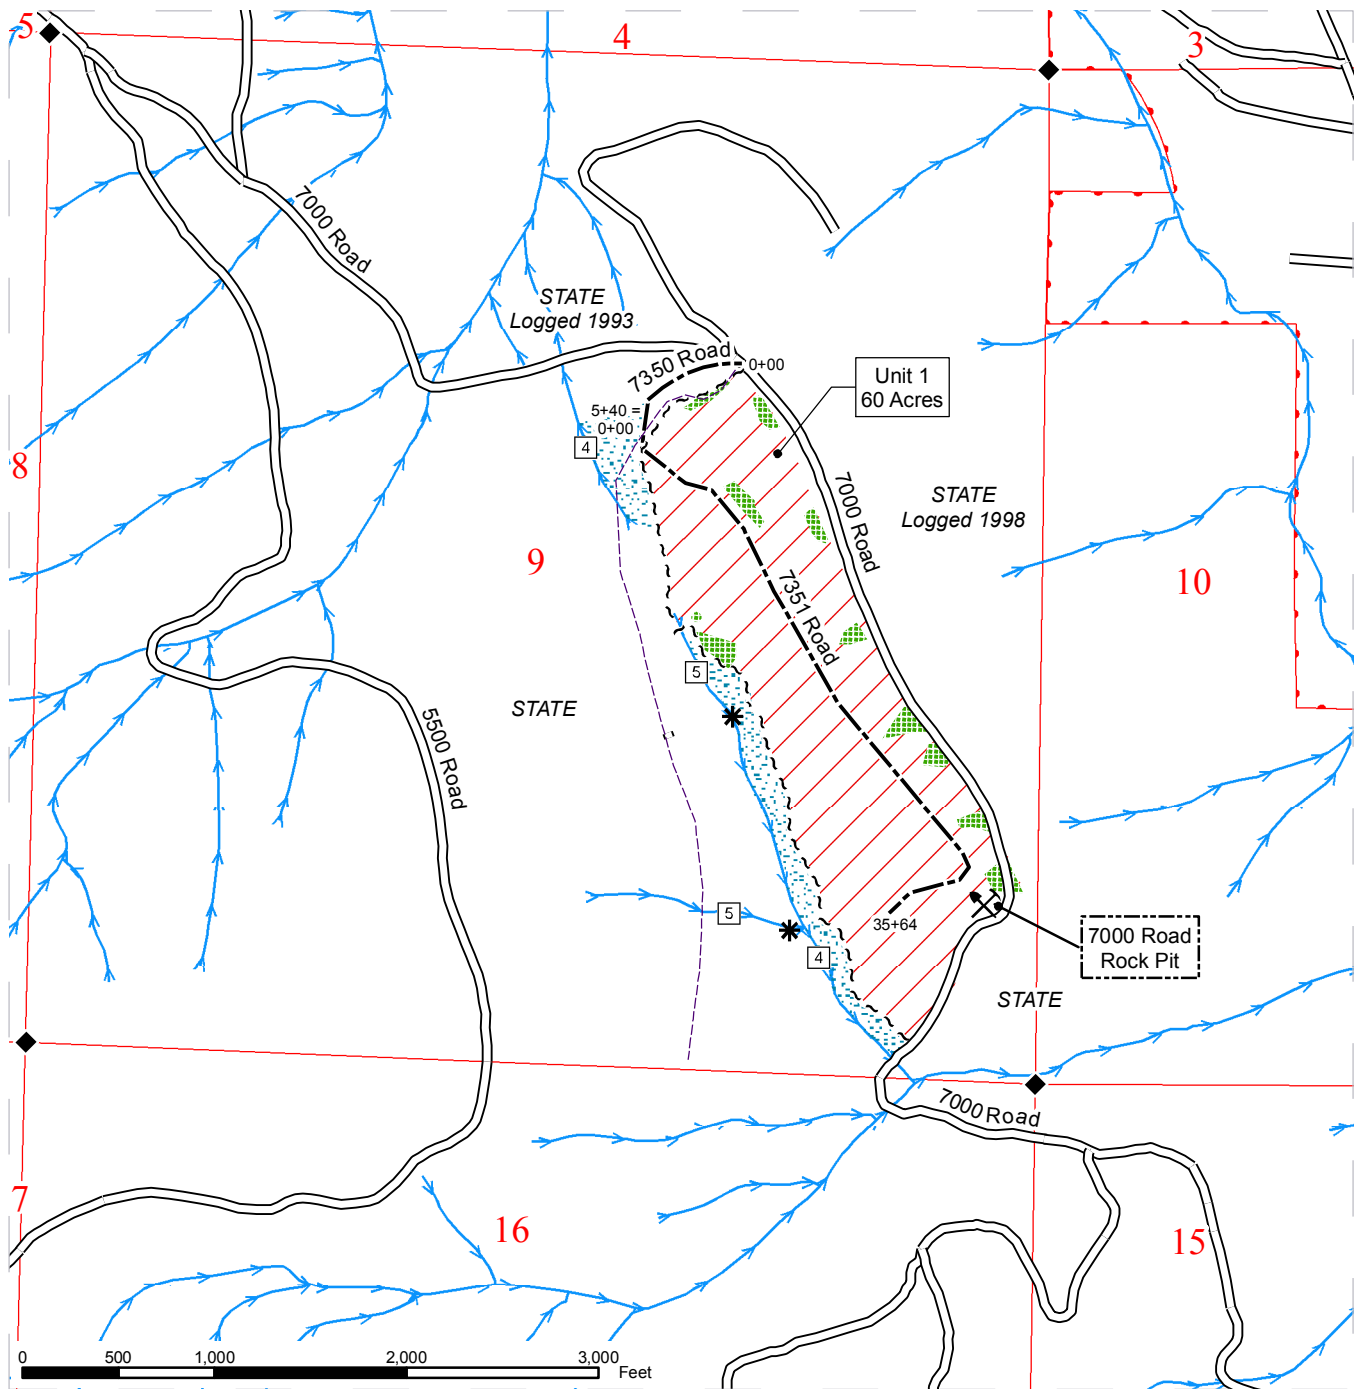 5
4
3
7000 Road
STATE
Logged 1993
7350 Road
0+00
5+40 =
0+00
Unit 1
60 Acres
4
8
7000 Road
STATE
Logged 1998
9
10
7351 Road
5
STATE
5500 Road
5
35+64
4
7000 Road
Rock Pit
STATE
7000 Road
7
16
15
0 500 1,000 2,000 3,000
Feet